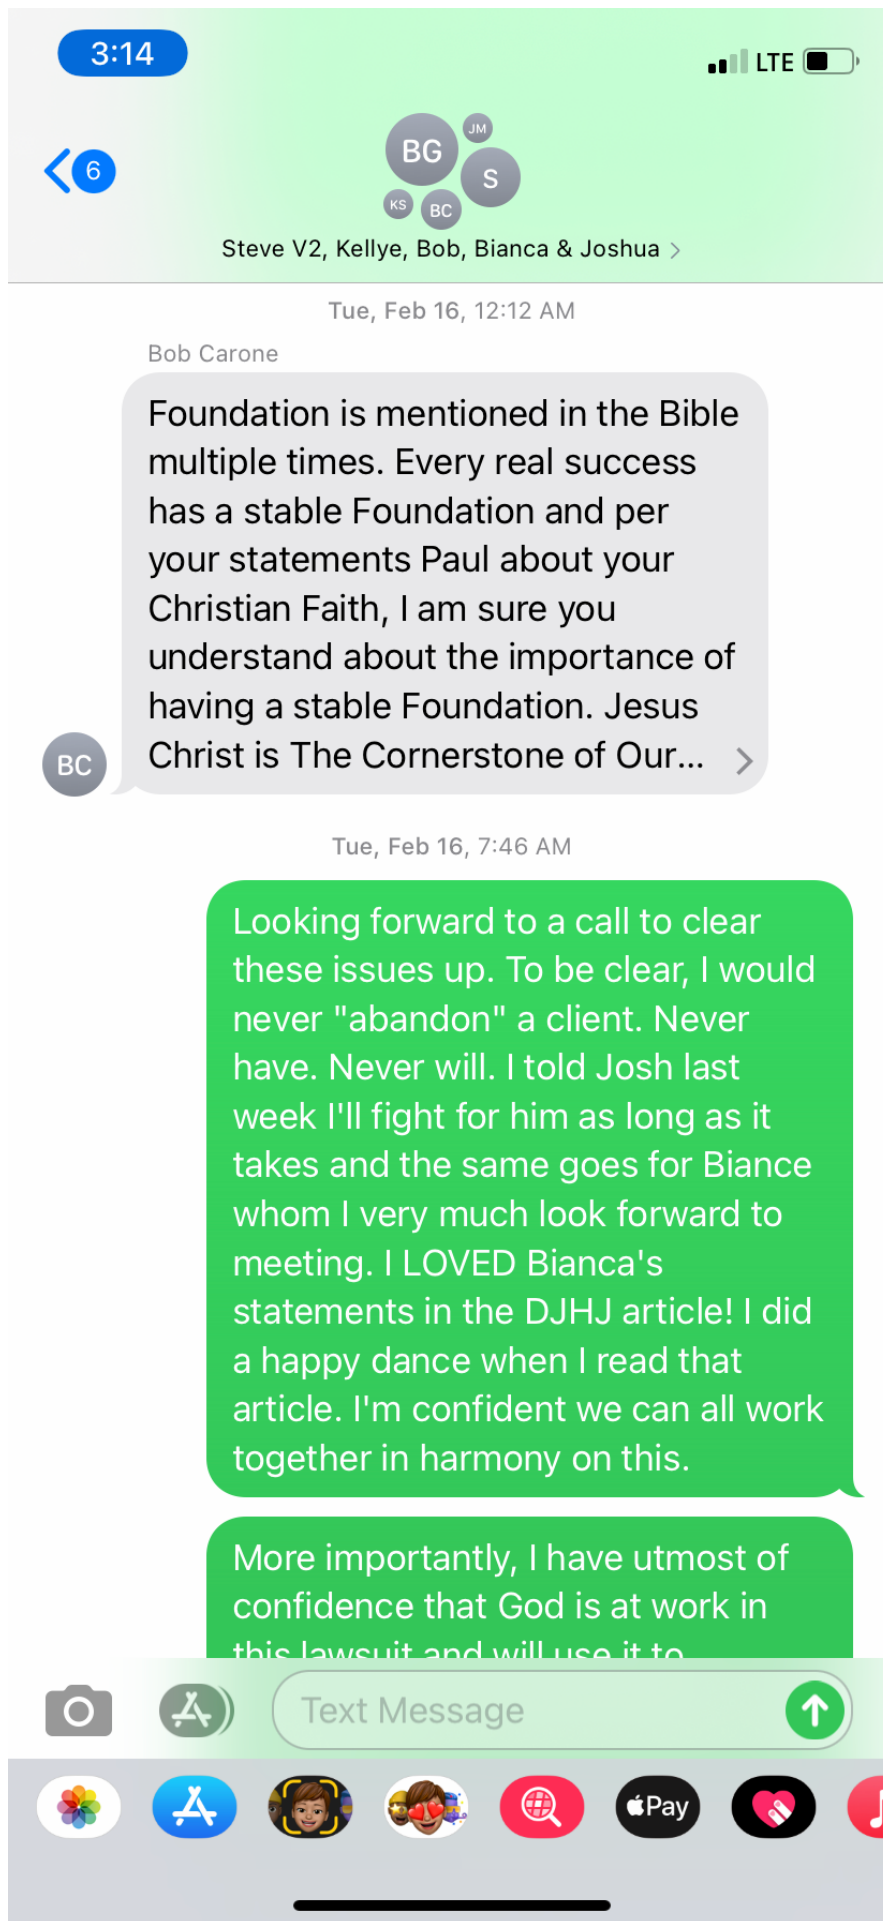 3:14
LTE
6
BG
JM
S
KS
BC
Steve V2, Kellye, Bob, Bianca & Joshua
Tue, Feb 16, 12:12 AM
Bob Carone
Foundation is mentioned in the Bible
multiple times. Every real success
has a stable Foundation and per
your statements Paul about your
Christian Faith, I am sure you
understand about the importance of
having a stable Foundation. Jesus
Christ is The Cornerstone of Our...
BC
Tue, Feb 16, 7:46 AM
Looking forward to a call to clear
these issues up. To be clear, I would
never "abandon" a client. Never
have. Never will. I told Josh last
week I'll fight for him as long as it
takes and the same goes for Biance
whom I very much look forward to
meeting. I LOVED Bianca's
statements in the DJHJ article! I did
a happy dance when I read that
article. I'm confident we can all work
together in harmony on this.
More importantly, I have utmost of
confidence that God is at work in
this lawsuit and will use it to
Text Message
Pay